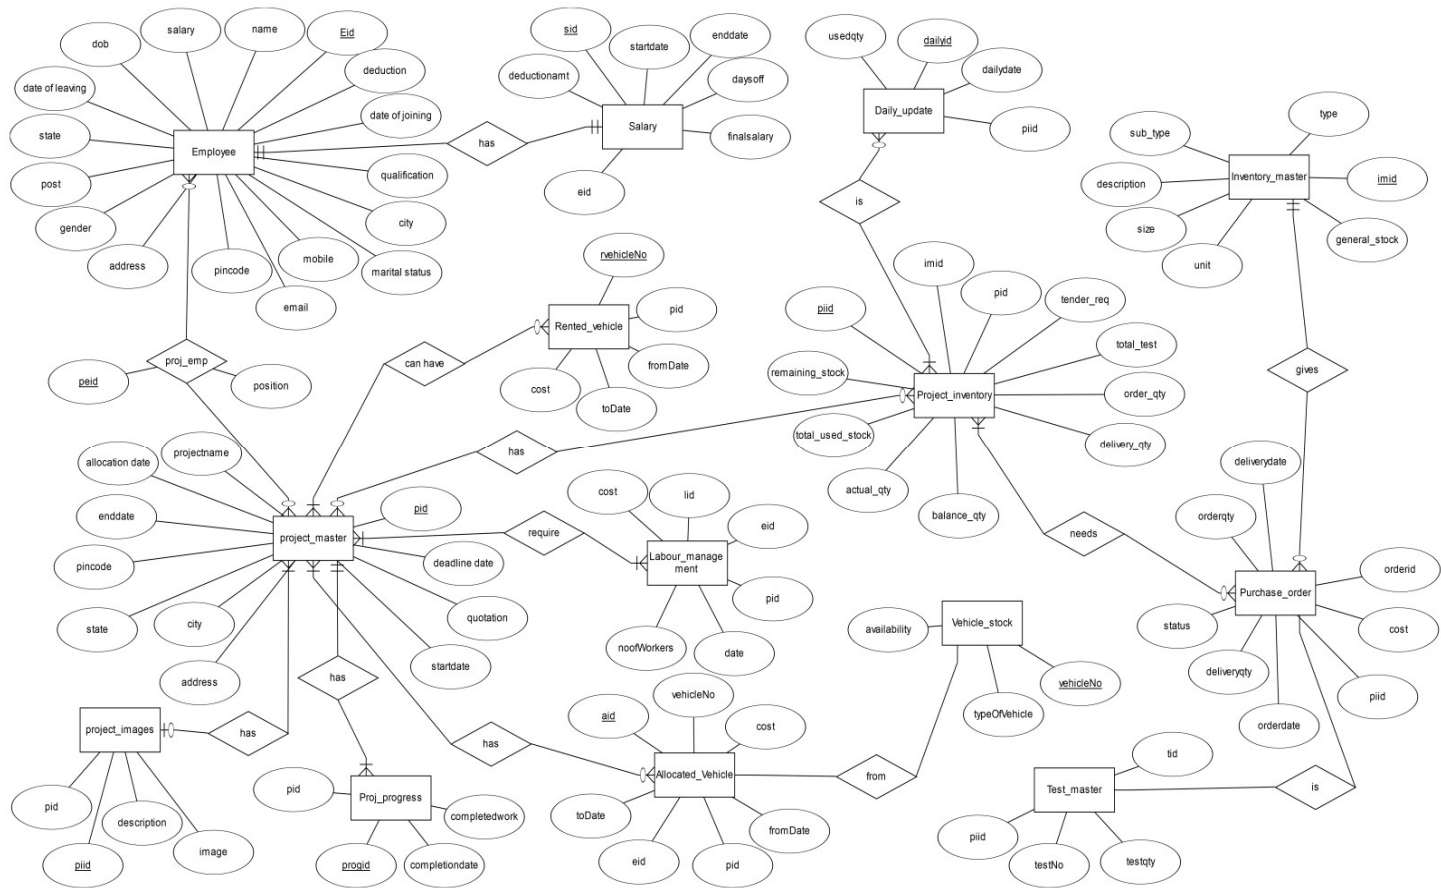 dob
salary
name
Eid
deduction
date of leaving
date of joining
state
Employee
qualification
post
city
gender
address
pincode
mobile
marital status
email
has
sid
startdate
enddate
deductionamt
daysoff
Salary
finalsalary
eid
usedqty
dailyid
dailydate
Daily_update
piid
is
type
sub_type
Inventory_master
imid
description
size
general_stock
unit
gives
proj_emp
peid
position
can have
rvehicleNo
pid
Rented_vehicle
fromDate
cost
toDate
imid
pid
tender_req
piid
total_test
remaining_stock
Project_inventory
order_qty
total_used_stock
delivery_qty
actual_qty
balance_qty
has
needs
allocation date
projectname
pid
enddate
project_master
deadline date
pincode
quotation
state
city
startdate
address
require
cost
lid
eid
Labour_manage
ment
pid
noofWorkers
date
deliverydate
orderqty
orderid
Purchase_order
status
cost
deliveryqty
piid
orderdate
availability
Vehicle_stock
vehicleNo
typeOfVehicle
has
has
has
project_images
pid
description
piid
image
pid
Proj_progress
completedwork
progid
completiondate
vehicleNo
aid
cost
Allocated_Vehicle
toDate
fromDate
eid
pid
from
tid
Test_master
piid
testNo
testqty
is